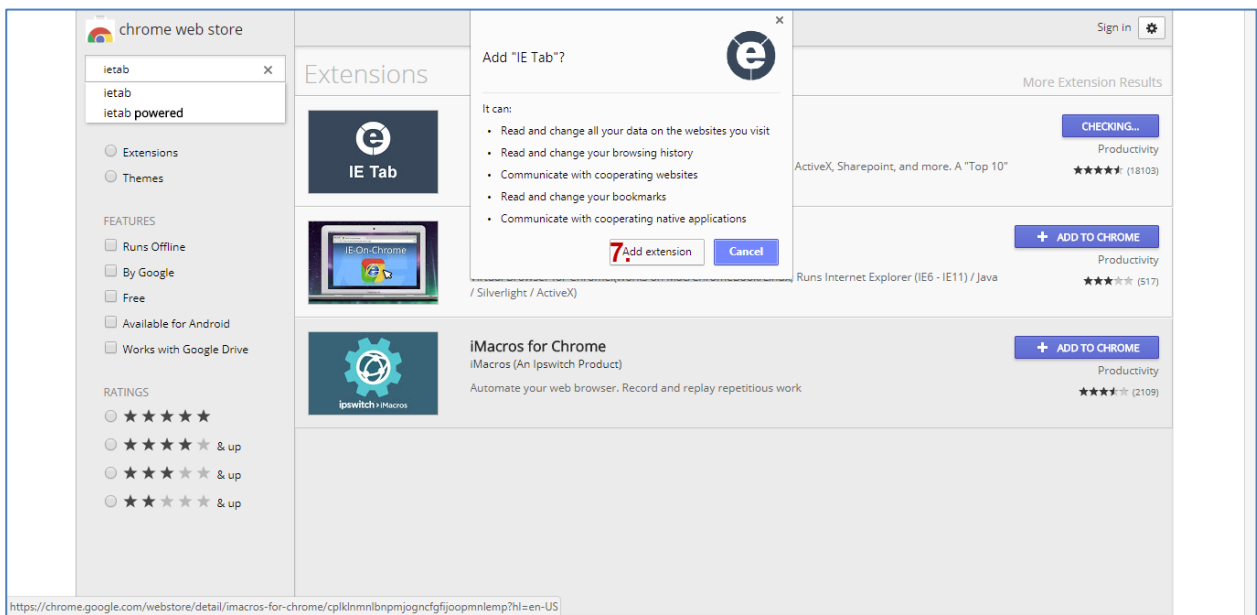 chrome web store
Sign in
ietab
ietab
ietab powered
Extensions
Themes
FEATURES
Runs Offline
By Google
Free
Available for Android
Works with Google Drive
RATINGS
& up
& up
& up
Extensions
More Extension Results
Add "IE Tab"?
It can:
• Read and change all your data on the websites you visit
• Read and change your browsing history
• Communicate with cooperating websites
• Read and change your bookmarks
• Communicate with cooperating native applications
7. Add extension
Cancel
IE Tab
ActiveX, Sharepoint, and more. A "Top 10"
CHECKING...
Productivity
(18103)
IE-On-Chrome
Runs Internet Explorer (IE6 - IE11) / Java
/ Silverlight / ActiveX)
+ ADD TO CHROME
Productivity
(517)
ipswitch > iMacros
iMacros for Chrome
iMacros (An Ipswitch Product)
Automate your web browser. Record and replay repetitious work
+ ADD TO CHROME
Productivity
(2109)
https://chrome.google.com/webstore/detail/imacros-for-chrome/cplklnmnlbnpmjogncfgfijoopmnlemp?hl=en-US